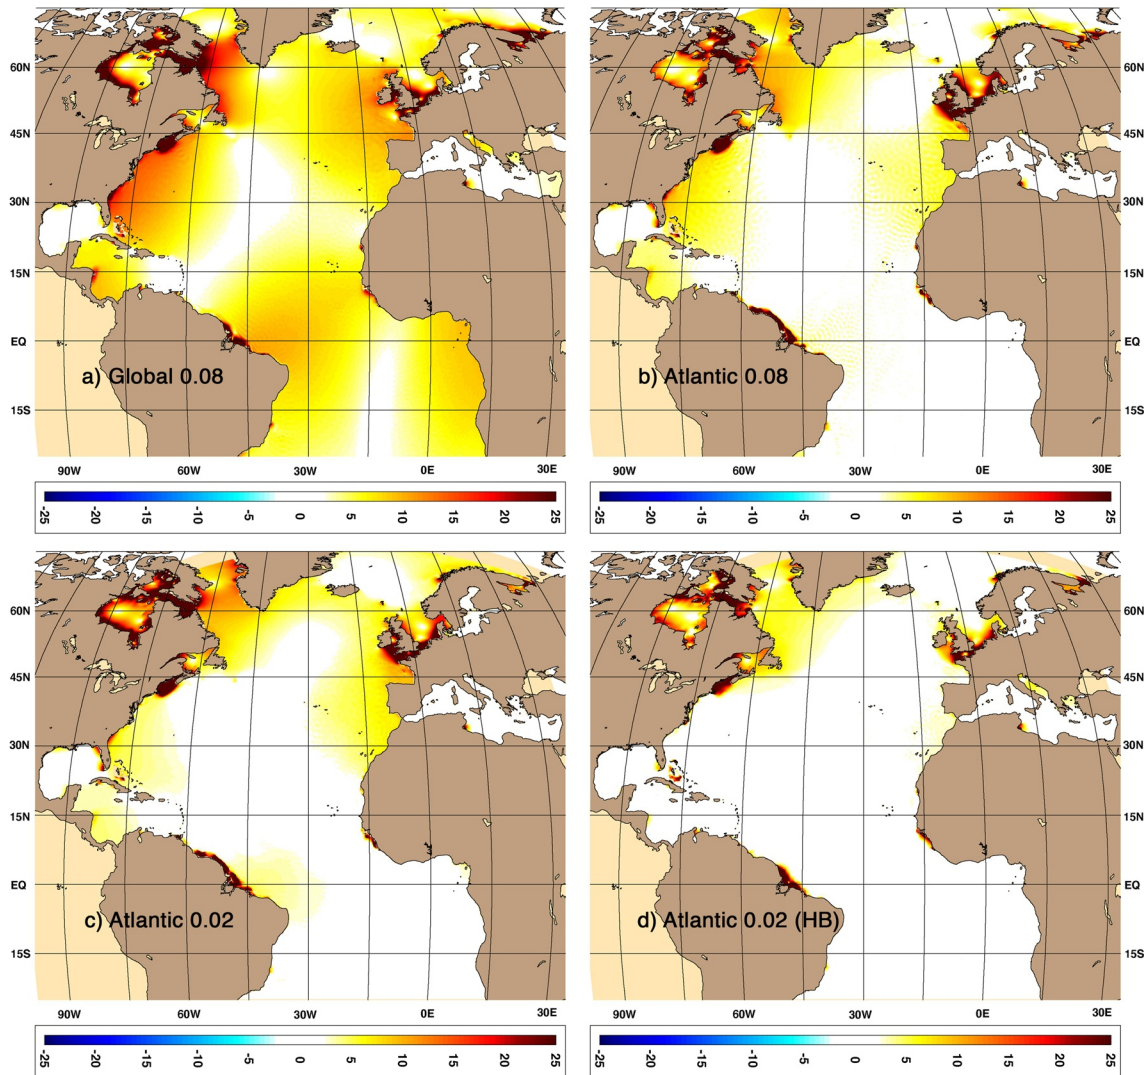 60N
60N
45N
45N
30N
30N
15N
15N
EQ
EQ
a) Global 0.08
b) Atlantic 0.08
15S
15S
90W 60W 30W 0E 30E
90W 60W 30W 0E 30E
-25 -20 -15 -10 -5 0 5 10 15 20 25
-25 -20 -15 -10 -5 0 5 10 15 20 25
60N
60N
45N
45N
30N
30N
15N
15N
EQ
EQ
c) Atlantic 0.02
d) Atlantic 0.02 (HB)
15S
15S
90W 60W 30W 0E 30E
90W 60W 30W 0E 30E
-25 -20 -15 -10 -5 0 5 10 15 20 25
-25 -20 -15 -10 -5 0 5 10 15 20 25